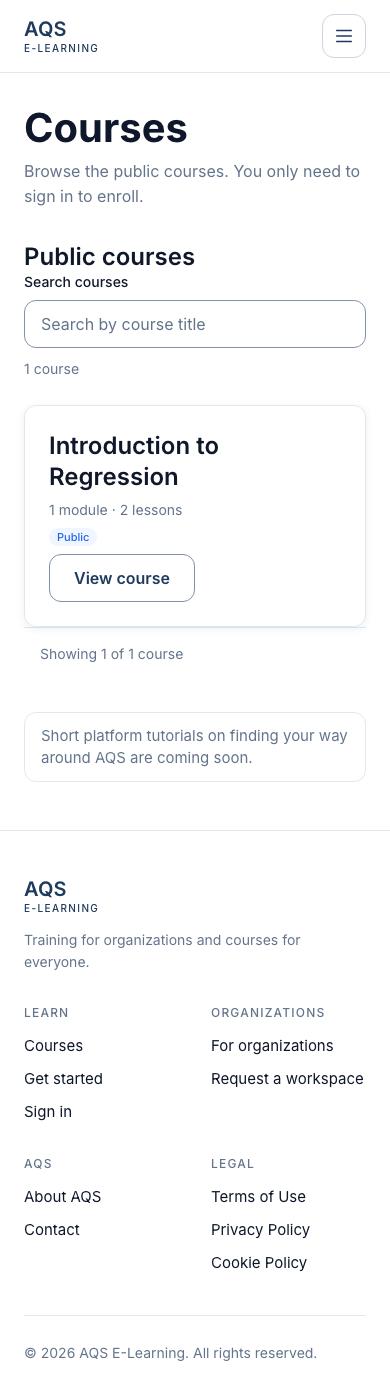 AQS
E-LEARNING
Courses
Browse the public courses. You only need to
sign in to enroll.
Public courses
Search courses
Search by course title
1 course
Introduction to
Regression
1 module · 2 lessons
Public
View course
Showing 1 of 1 course
Short platform tutorials on finding your way
around AQS are coming soon.
AQS
E-LEARNING
Training for organizations and courses for
everyone.
LEARN
Courses
Get started
Sign in
ORGANIZATIONS
For organizations
Request a workspace
AQS
About AQS
Contact
LEGAL
Terms of Use
Privacy Policy
Cookie Policy
© 2026 AQS E-Learning. All rights reserved.